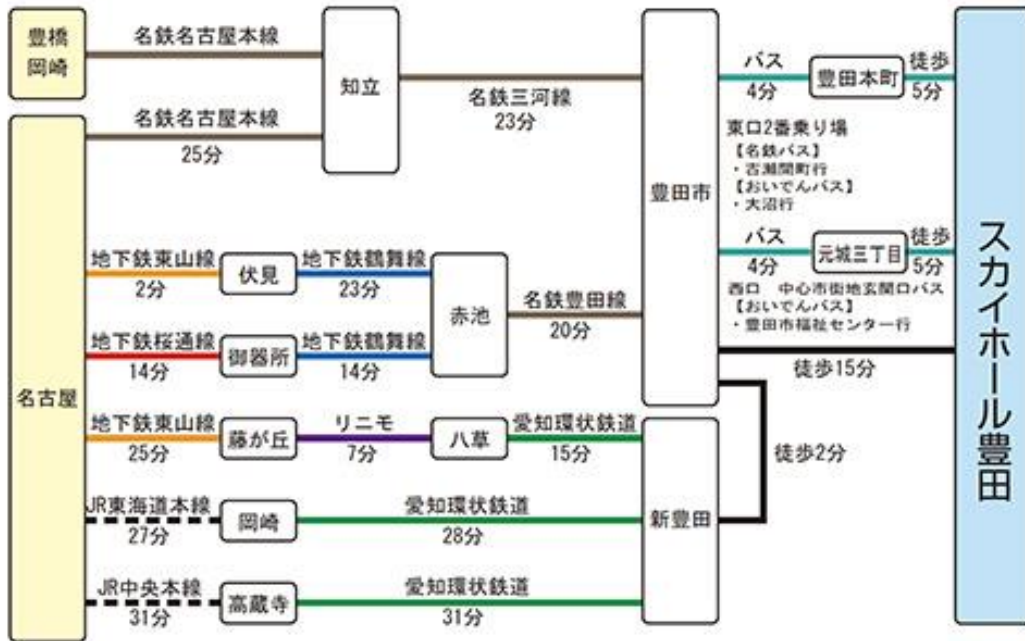 豊橋
岡崎
名鉄名古屋本線
知立
名鉄三河線
23分
名鉄名古屋本線
25分
名古屋
地下鉄東山線
2分
伏見
地下鉄鶴舞線
23分
赤池
名鉄豊田線
20分
地下鉄桜通線
14分
御器所
地下鉄鶴舞線
14分
地下鉄東山線
25分
藤が丘
リニモ
7分
八草
愛知環状鉄道
15分
JR東海道本線
27分
岡崎
愛知環状鉄道
28分
JR中央本線
31分
高蔵寺
愛知環状鉄道
31分
豊田市
新豊田
バス
4分
豊田本町
徒歩
5分
東口2番乗り場
【名鉄バス】
・古瀬間町行
【おいでんバス】
・大沼行
バス
4分
元城三丁目
徒歩
5分
西口 中心市街地玄関口バス
【おいでんバス】
・豊田市福祉センター行
徒歩15分
徒歩2分
スカイホール豊田